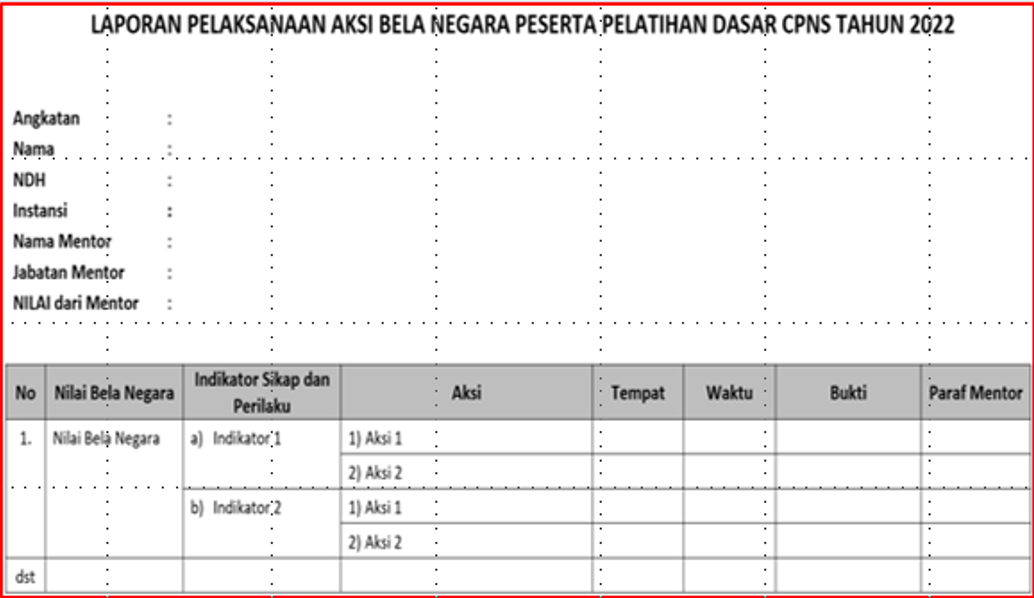 LAPORAN PELAKSANAAN AKSI BELA NEGARA PESERTA PELATIHAN DASAR CPNS TAHUN 2022
Angkatan :
Nama :
NDH :
Instansi :
Nama Mentor :
Jabatan Mentor :
NILAI dari Mentor :
No Nilai Bela Negara Indikator Sikap dan Perilaku Aksi Tempat Waktu Bukti Paraf Mentor
1. Nilai Bela Negara a) Indikator 1 1) Aksi 1
2) Aksi 2
b) Indikator 2 1) Aksi 1
2) Aksi 2
dst